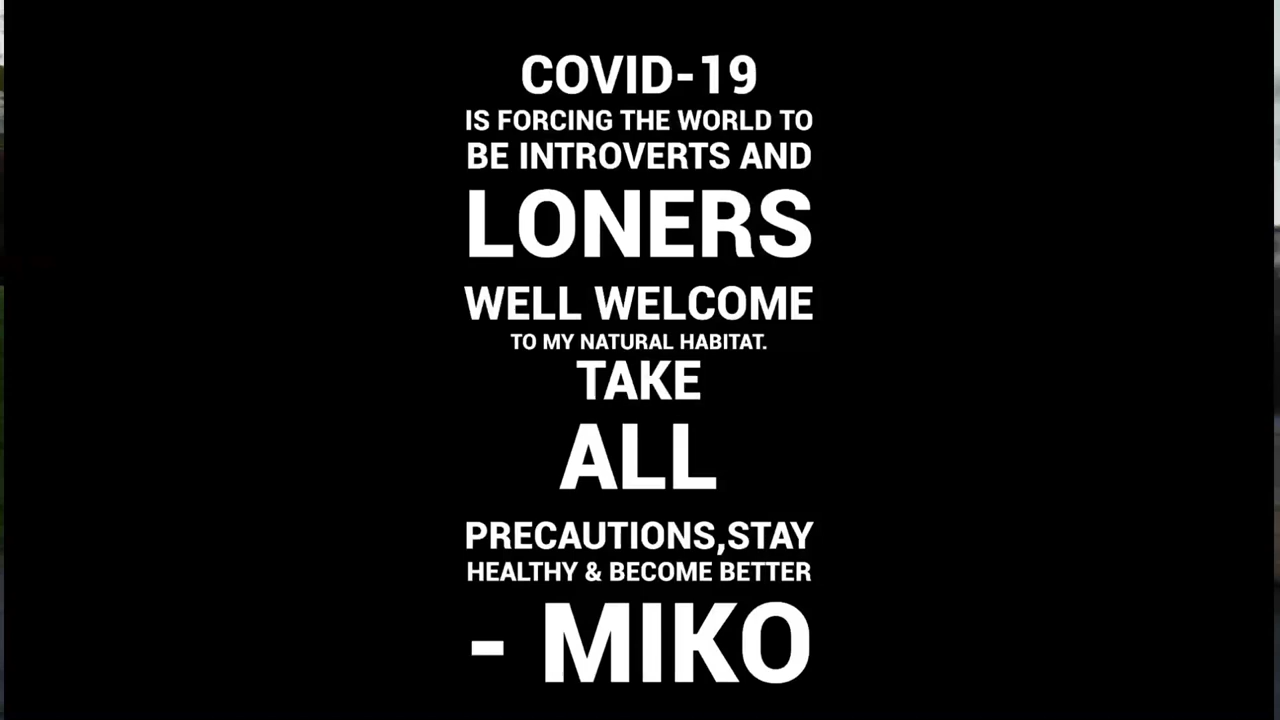 COVID-19
IS FORCING THE WORLD TO
BE INTROVERTS AND
LONERS
WELL WELCOME
TO MY NATURAL HABITAT.
TAKE
ALL
PRECAUTIONS,STAY
HEALTHY & BECOME BETTER
- MIKO